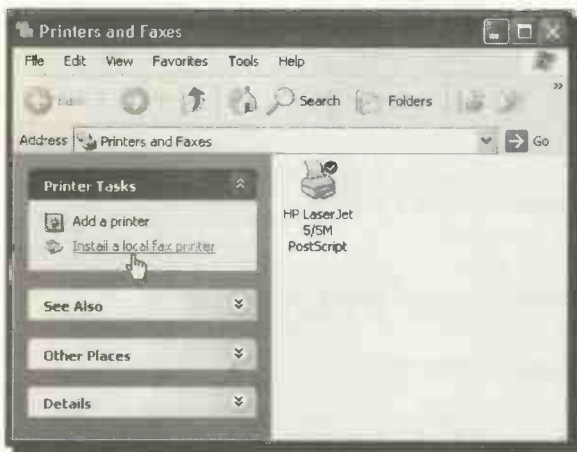 Printers and Faxes
File Edit View Favorites Tools Help
Search Folders
Address Printers and Faxes Go
Printer Tasks
Add a printer
Install a local fax printer
See Also
Other Places
Details
HP LaserJet
5/5M
PostScript